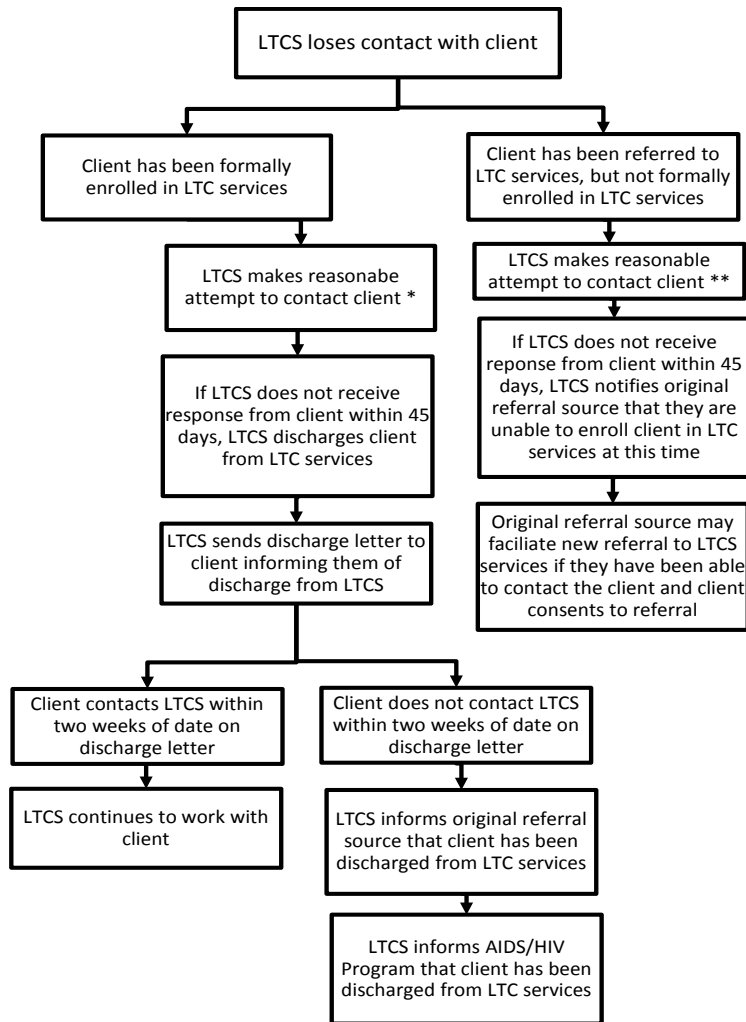 LTCS loses contact with client
Client has been formally
enrolled in LTC services
Client has been referred to
LTC services, but not formally
enrolled in LTC services
LTCS makes reasonabe
attempt to contact client *
LTCS makes reasonable
attempt to contact client **
If LTCS does not receive
response from client within 45
days, LTCS discharges client
from LTC services
If LTCS does not receive
reponse from client within 45
days, LTCS notifies original
referral source that they are
unable to enroll client in LTC
services at this time
LTCS sends discharge letter to
client informing them of
discharge from LTCS
Original referral source may
faciliate new referral to LTCS
services if they have been able
to contact the client and client
consents to referral
Client contacts LTCS within
two weeks of date on
discharge letter
Client does not contact LTCS
within two weeks of date on
discharge letter
LTCS continues to work with
client
LTCS informs original referral
source that client has been
discharged from LTC services
LTCS informs AIDS/HIV
Program that client has been
discharged from LTC services